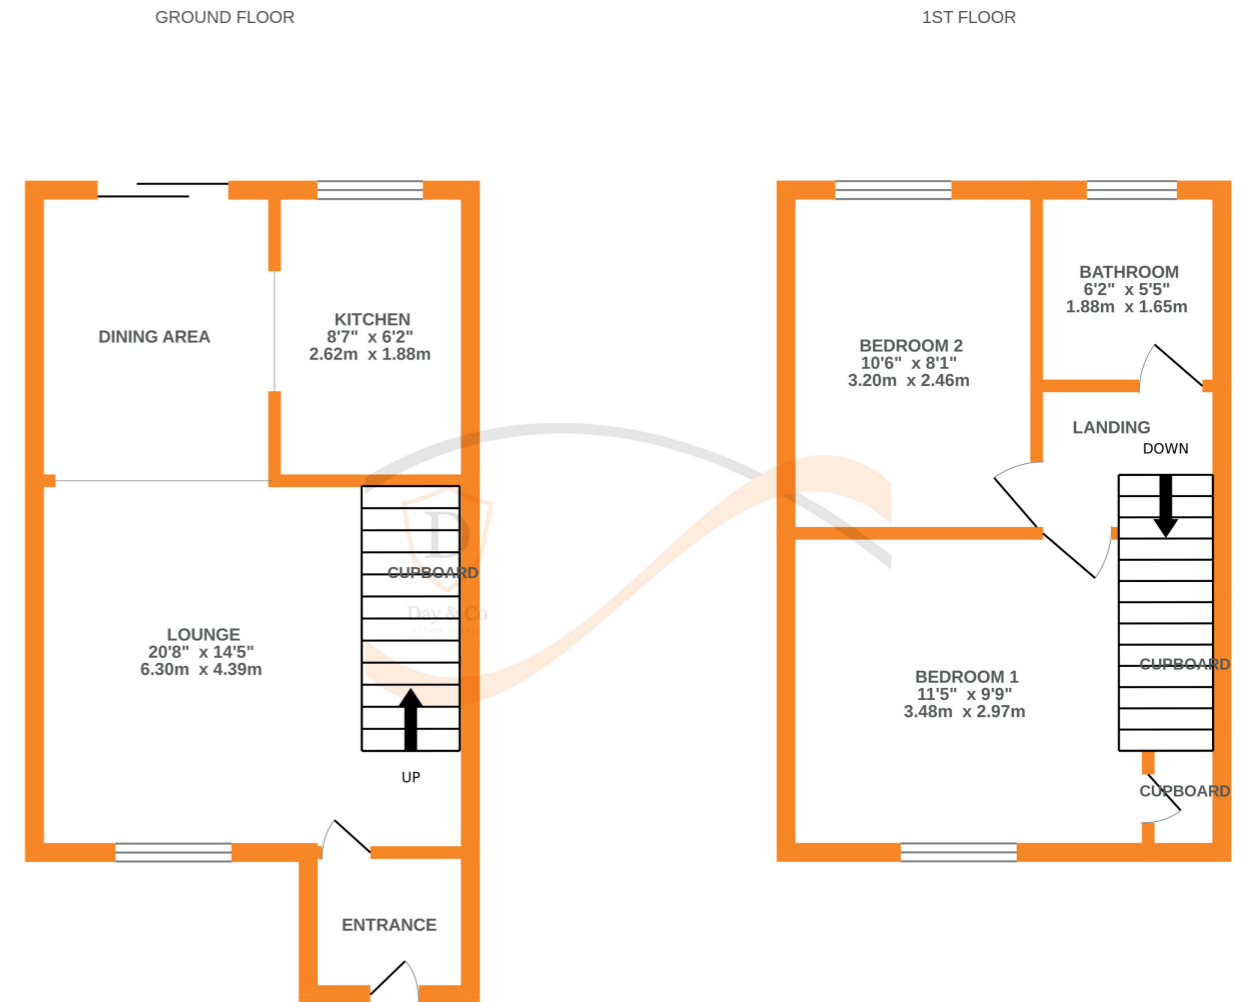 GROUND FLOOR
1ST FLOOR
DINING AREA
KITCHEN
8'7" x 6'2"
2.62m x 1.88m
CUPBOARD
D
Day & Co
LOUNGE
20'8" x 14'5"
6.30m x 4.39m
UP
ENTRANCE
BEDROOM 2
10'6" x 8'1"
3.20m x 2.46m
BATHROOM
6'2" x 5'5"
1.88m x 1.65m
LANDING
DOWN
CUPBOARD
BEDROOM 1
11'5" x 9'9"
3.48m x 2.97m
CUPBOARD